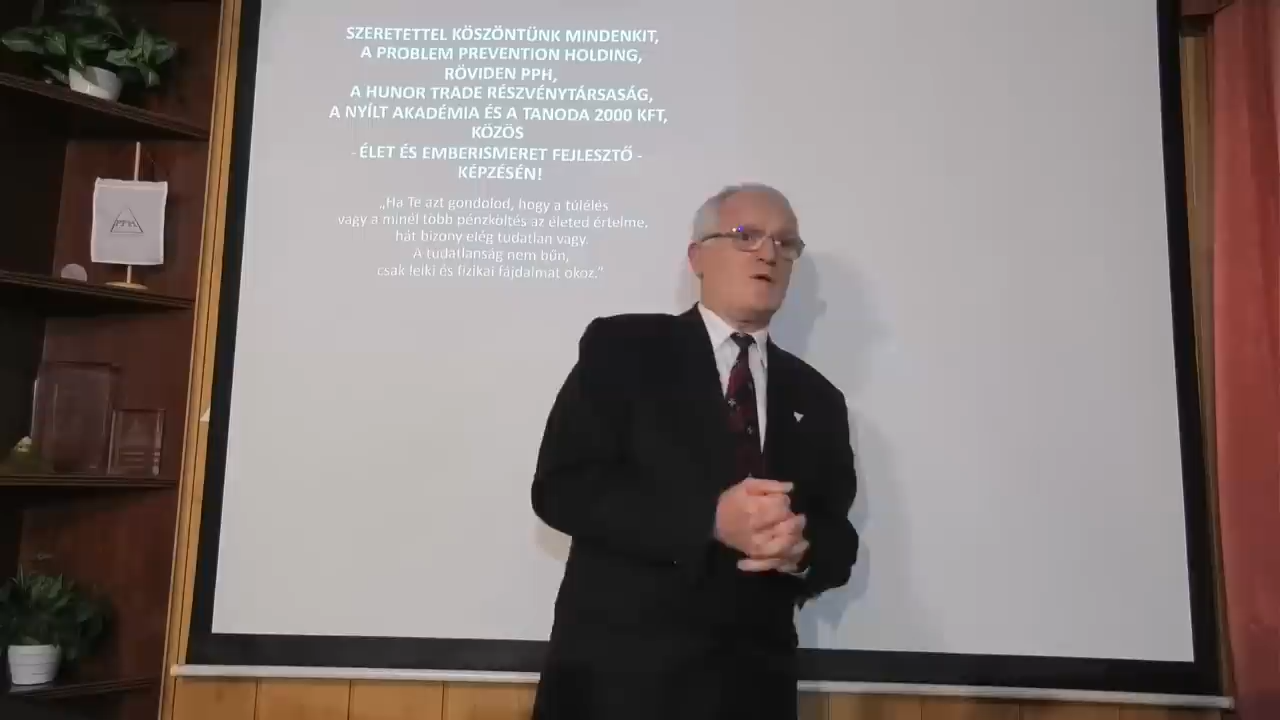 SZERETETTEL KÖSZÖNTÜNK MINDENKIT,
A PROBLEM PREVENTION HOLDING,
RÖVIDEN PPH,
A HUNOR TRADE RÉSZVÉNYTÁRSASÁG,
A NYÍLT AKADÉMIA ÉS A TANODA 2000 KFT,
KÖZÖS
- ÉLET ÉS EMBERISMERET FEJLESZTŐ -
KÉPZÉSÉN!
„Ha Te azt gondolod, hogy a túlélés
vagy a minél több pénzköltés az életed értelme,
hát bizony elég tudatlan vagy.
A tudatlanság nem bűn,
csak lelki és fizikai fájdalmat okoz."
PPH